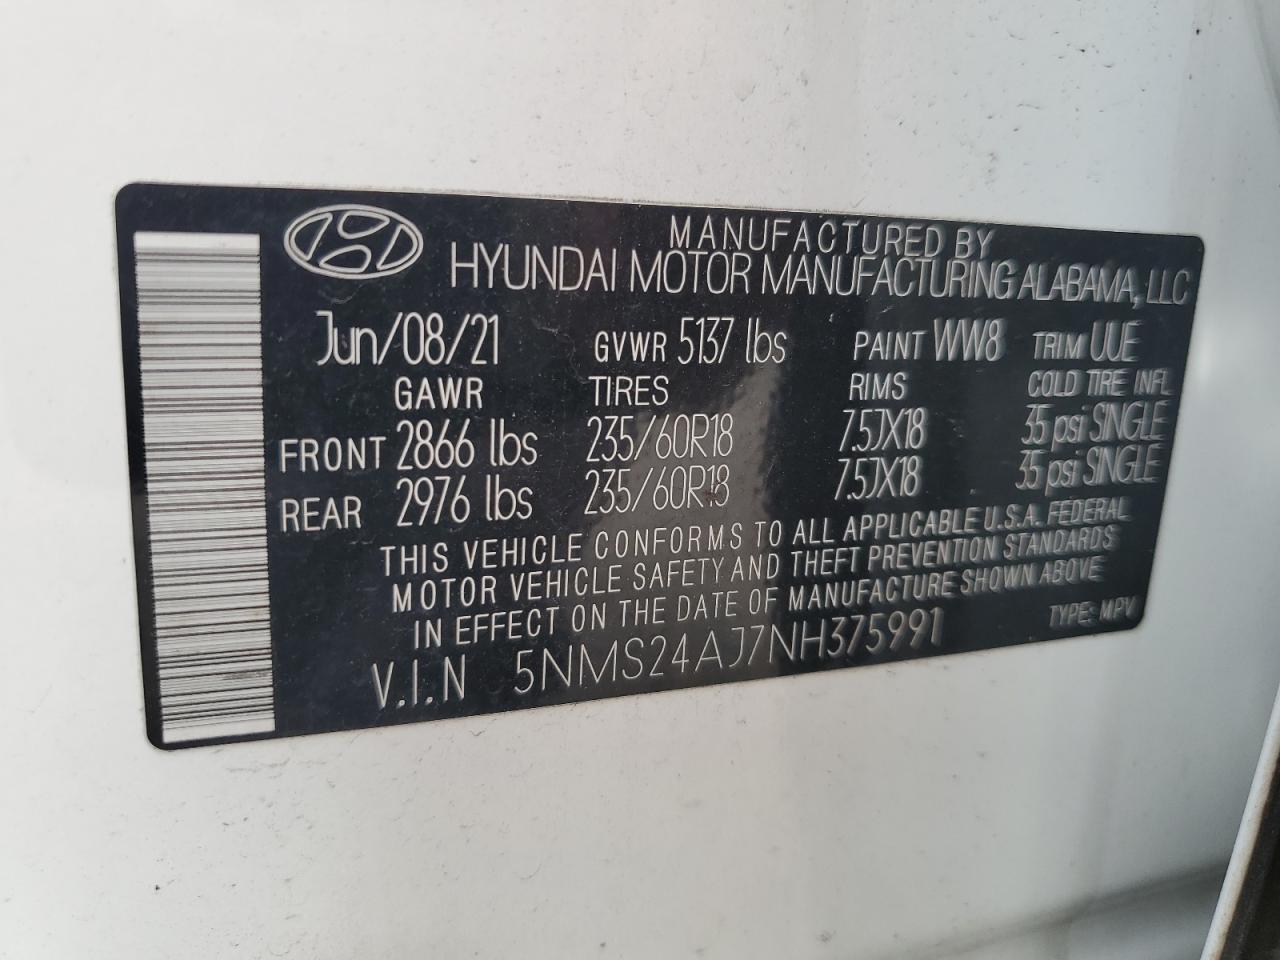 MANUFACTURED BY
HYUNDAI MOTOR MANUFACTURING ALABAMA, LLC
Jun/08/21 GVWR 5137 lbs PAINT WW8 TRIM UUE
GAWR TIRES RIMS COLD TIRE INFL
FRONT 2866 lbs 235/60R18 7.5JX18 35 psi SINGLE
REAR 2976 lbs 235/60R18 7.5JX18 35 psi SINGLE
THIS VEHICLE CONFORMS TO ALL APPLICABLE U.S.A. FEDERAL
MOTOR VEHICLE SAFETY AND THEFT PREVENTION STANDARDS
IN EFFECT ON THE DATE OF MANUFACTURE SHOWN ABOVE
V.I.N 5NMS24AJ7NH375991 TYPE: MPV